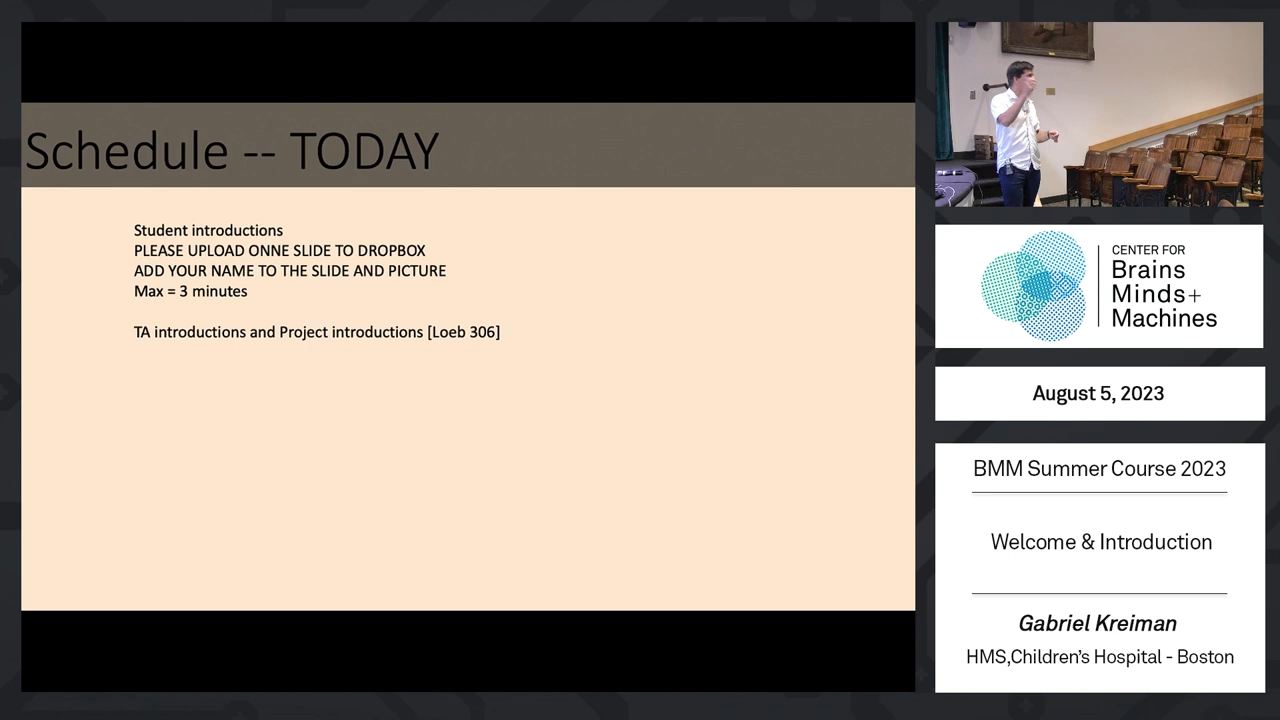 Schedule -- TODAY
Student introductions
PLEASE UPLOAD ONNE SLIDE TO DROPBOX
ADD YOUR NAME TO THE SLIDE AND PICTURE
Max = 3 minutes
TA introductions and Project introductions [Loeb 306]
CENTER FOR
Brains
Minds+
Machines
August 5, 2023
BMM Summer Course 2023
Welcome & Introduction
Gabriel Kreiman
HMS,Children's Hospital - Boston